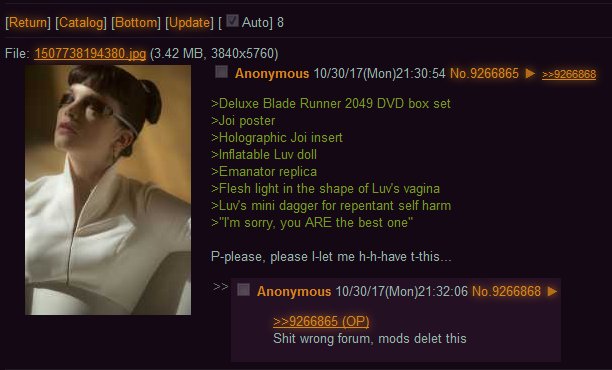 [Return] [Catalog] [Bottom] [Update] [ Auto] 8
File: 1507738194380.jpg (3.42 MB, 3840x5760)
Anonymous 10/30/17(Mon)21:30:54 No.9266865 ▶ >>9266868
>Deluxe Blade Runner 2049 DVD box set
>Joi poster
>Holographic Joi insert
>Inflatable Luv doll
>Emanator replica
>Flesh light in the shape of Luv's vagina
>Luv's mini dagger for repentant self harm
>"I'm sorry, you ARE the best one"
P-please, please l-let me h-h-have t-this...
>> Anonymous 10/30/17(Mon)21:32:06 No.9266868 ▶
>>9266865 (OP)
Shit wrong forum, mods delet this